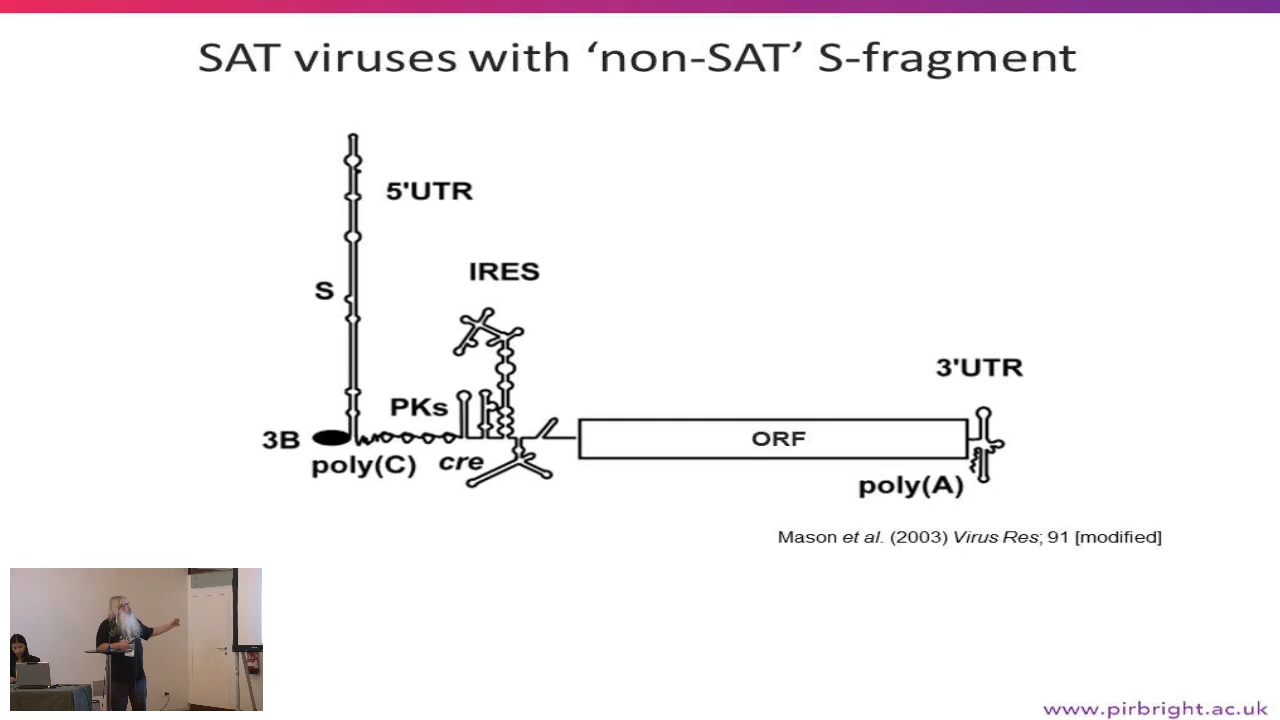 SAT viruses with ‘non-SAT’ S-fragment
5'UTR
IRES
S
3'UTR
PKs
3B
ORF
poly(C)
cre
poly(A)
Mason et al. (2003) Virus Res; 91 [modified]
www.pirbright.ac.uk